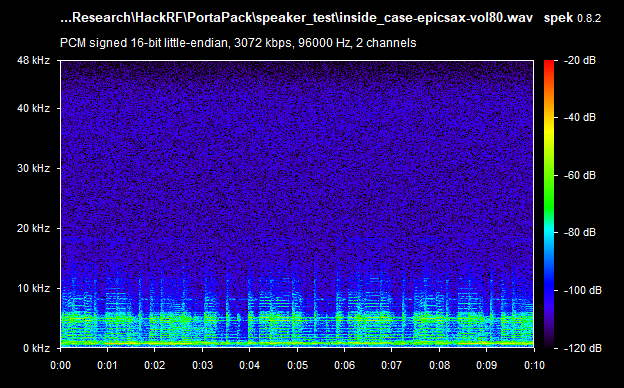 ...Research\HackRF\PortaPack\speaker_test\inside_case-epicsax-vol80.wav spek 0.8.2
PCM signed 16-bit little-endian, 3072 kbps, 96000 Hz, 2 channels
48 kHz -20 dB
40 kHz -40 dB
30 kHz -60 dB
20 kHz -80 dB
10 kHz -100 dB
0 kHz -120 dB
0:00 0:01 0:02 0:03 0:04 0:05 0:06 0:07 0:08 0:09 0:10